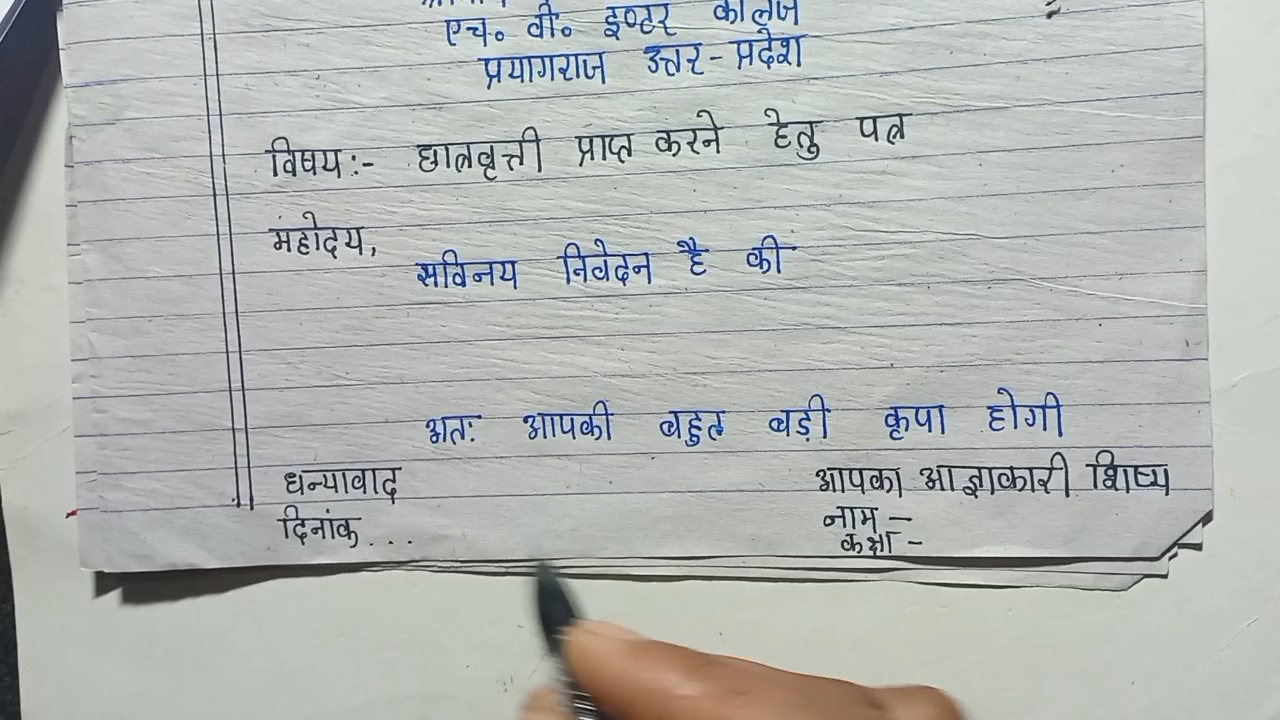 एच० वी० इण्टर कॉलेज
प्रयागराज उत्तर-प्रदेश
विषय:- छात्रवृत्ती प्राप्त करने हेतु पत्र
महोदय,
सविनय निवेदन है की
अतः आपकी बहुत बड़ी कृपा होगी
धन्यावाद
आपका आज्ञाकारी शिष्य
दिनांक...
नाम -
कक्षा -